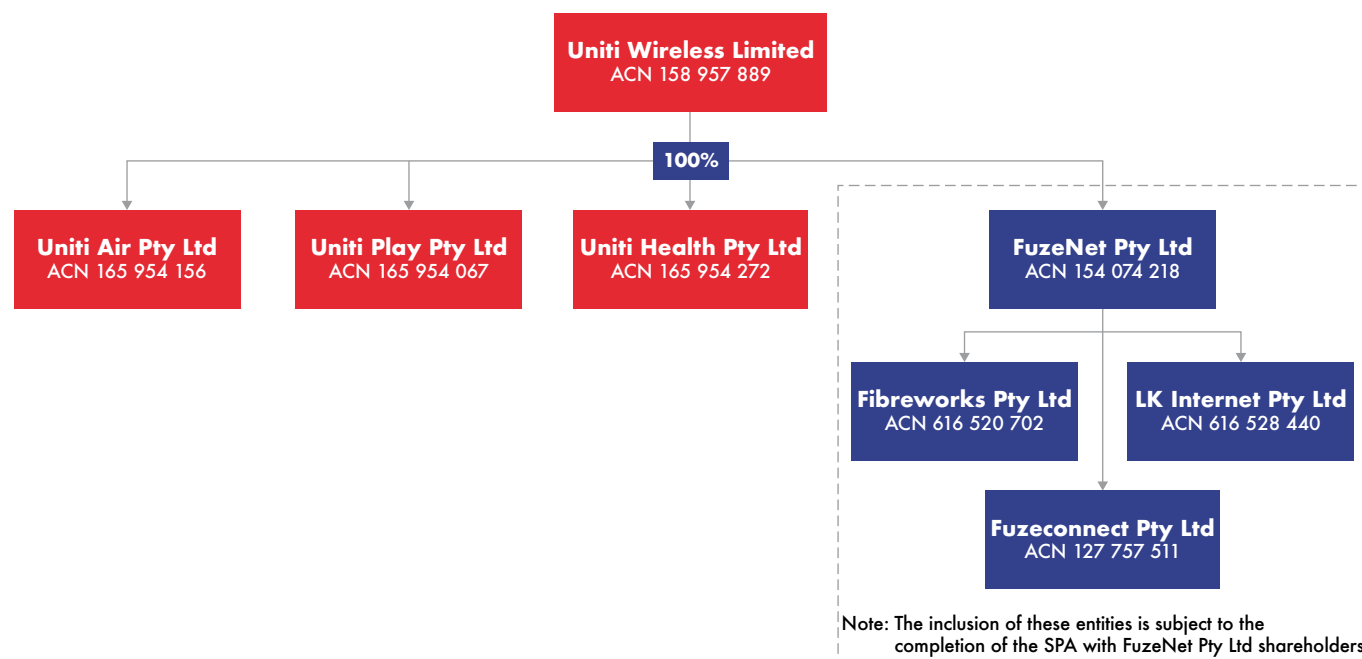 Uniti Wireless Limited
ACN 158 957 889
100%
Uniti Air Pty Ltd
ACN 165 954 156
Uniti Play Pty Ltd
ACN 165 954 067
Uniti Health Pty Ltd
ACN 165 954 272
FuzeNet Pty Ltd
ACN 154 074 218
Fibreworks Pty Ltd
ACN 616 520 702
LK Internet Pty Ltd
ACN 616 528 440
Fuzeconnect Pty Ltd
ACN 127 757 511
Note: The inclusion of these entities is subject to the
completion of the SPA with FuzeNet Pty Ltd shareholders